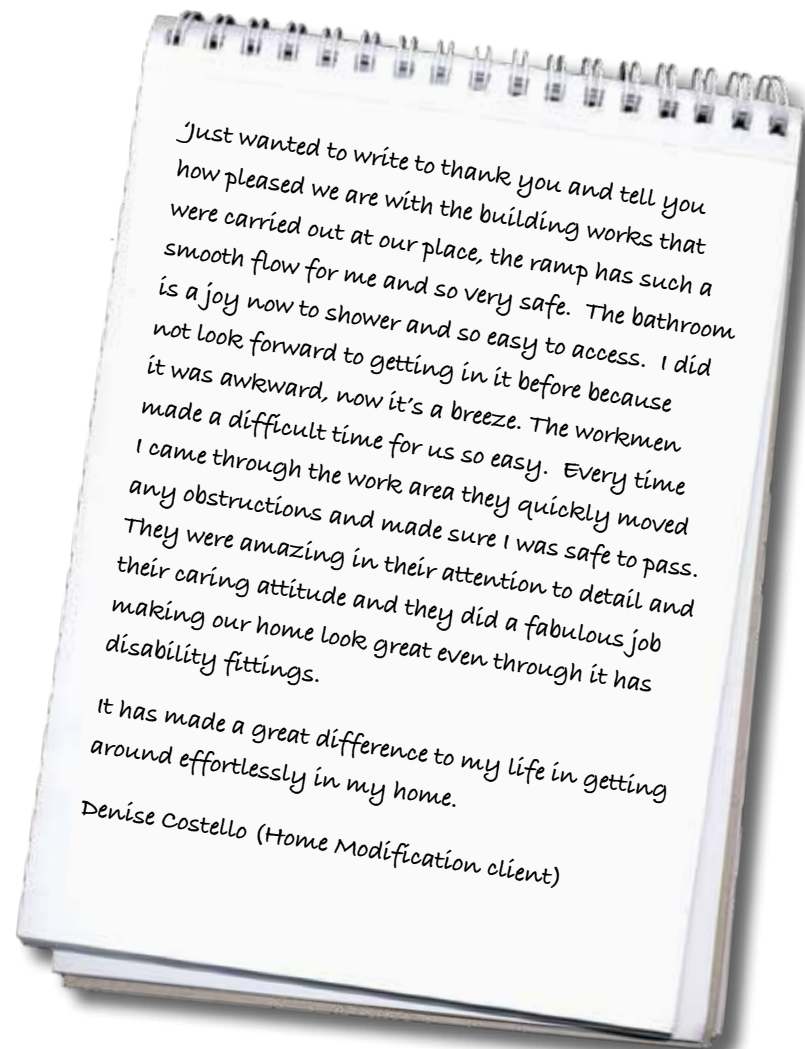 ‘Just wanted to write to thank you and tell you
how pleased we are with the building works that
were carried out at our place, the ramp has such a
smooth flow for me and so very safe.  The bathroom
is a joy now to shower and so easy to access.  I did
not look forward to getting in it before because
it was awkward, now it’s a breeze. The workmen
made a difficult time for us so easy.  Every time
I came through the work area they quickly moved
any obstructions and made sure I was safe to pass.
They were amazing in their attention to detail and
their caring attitude and they did a fabulous job
making our home look great even through it has
disability fittings.
It has made a great difference to my life in getting
around effortlessly in my home.
Denise Costello (Home Modification client)